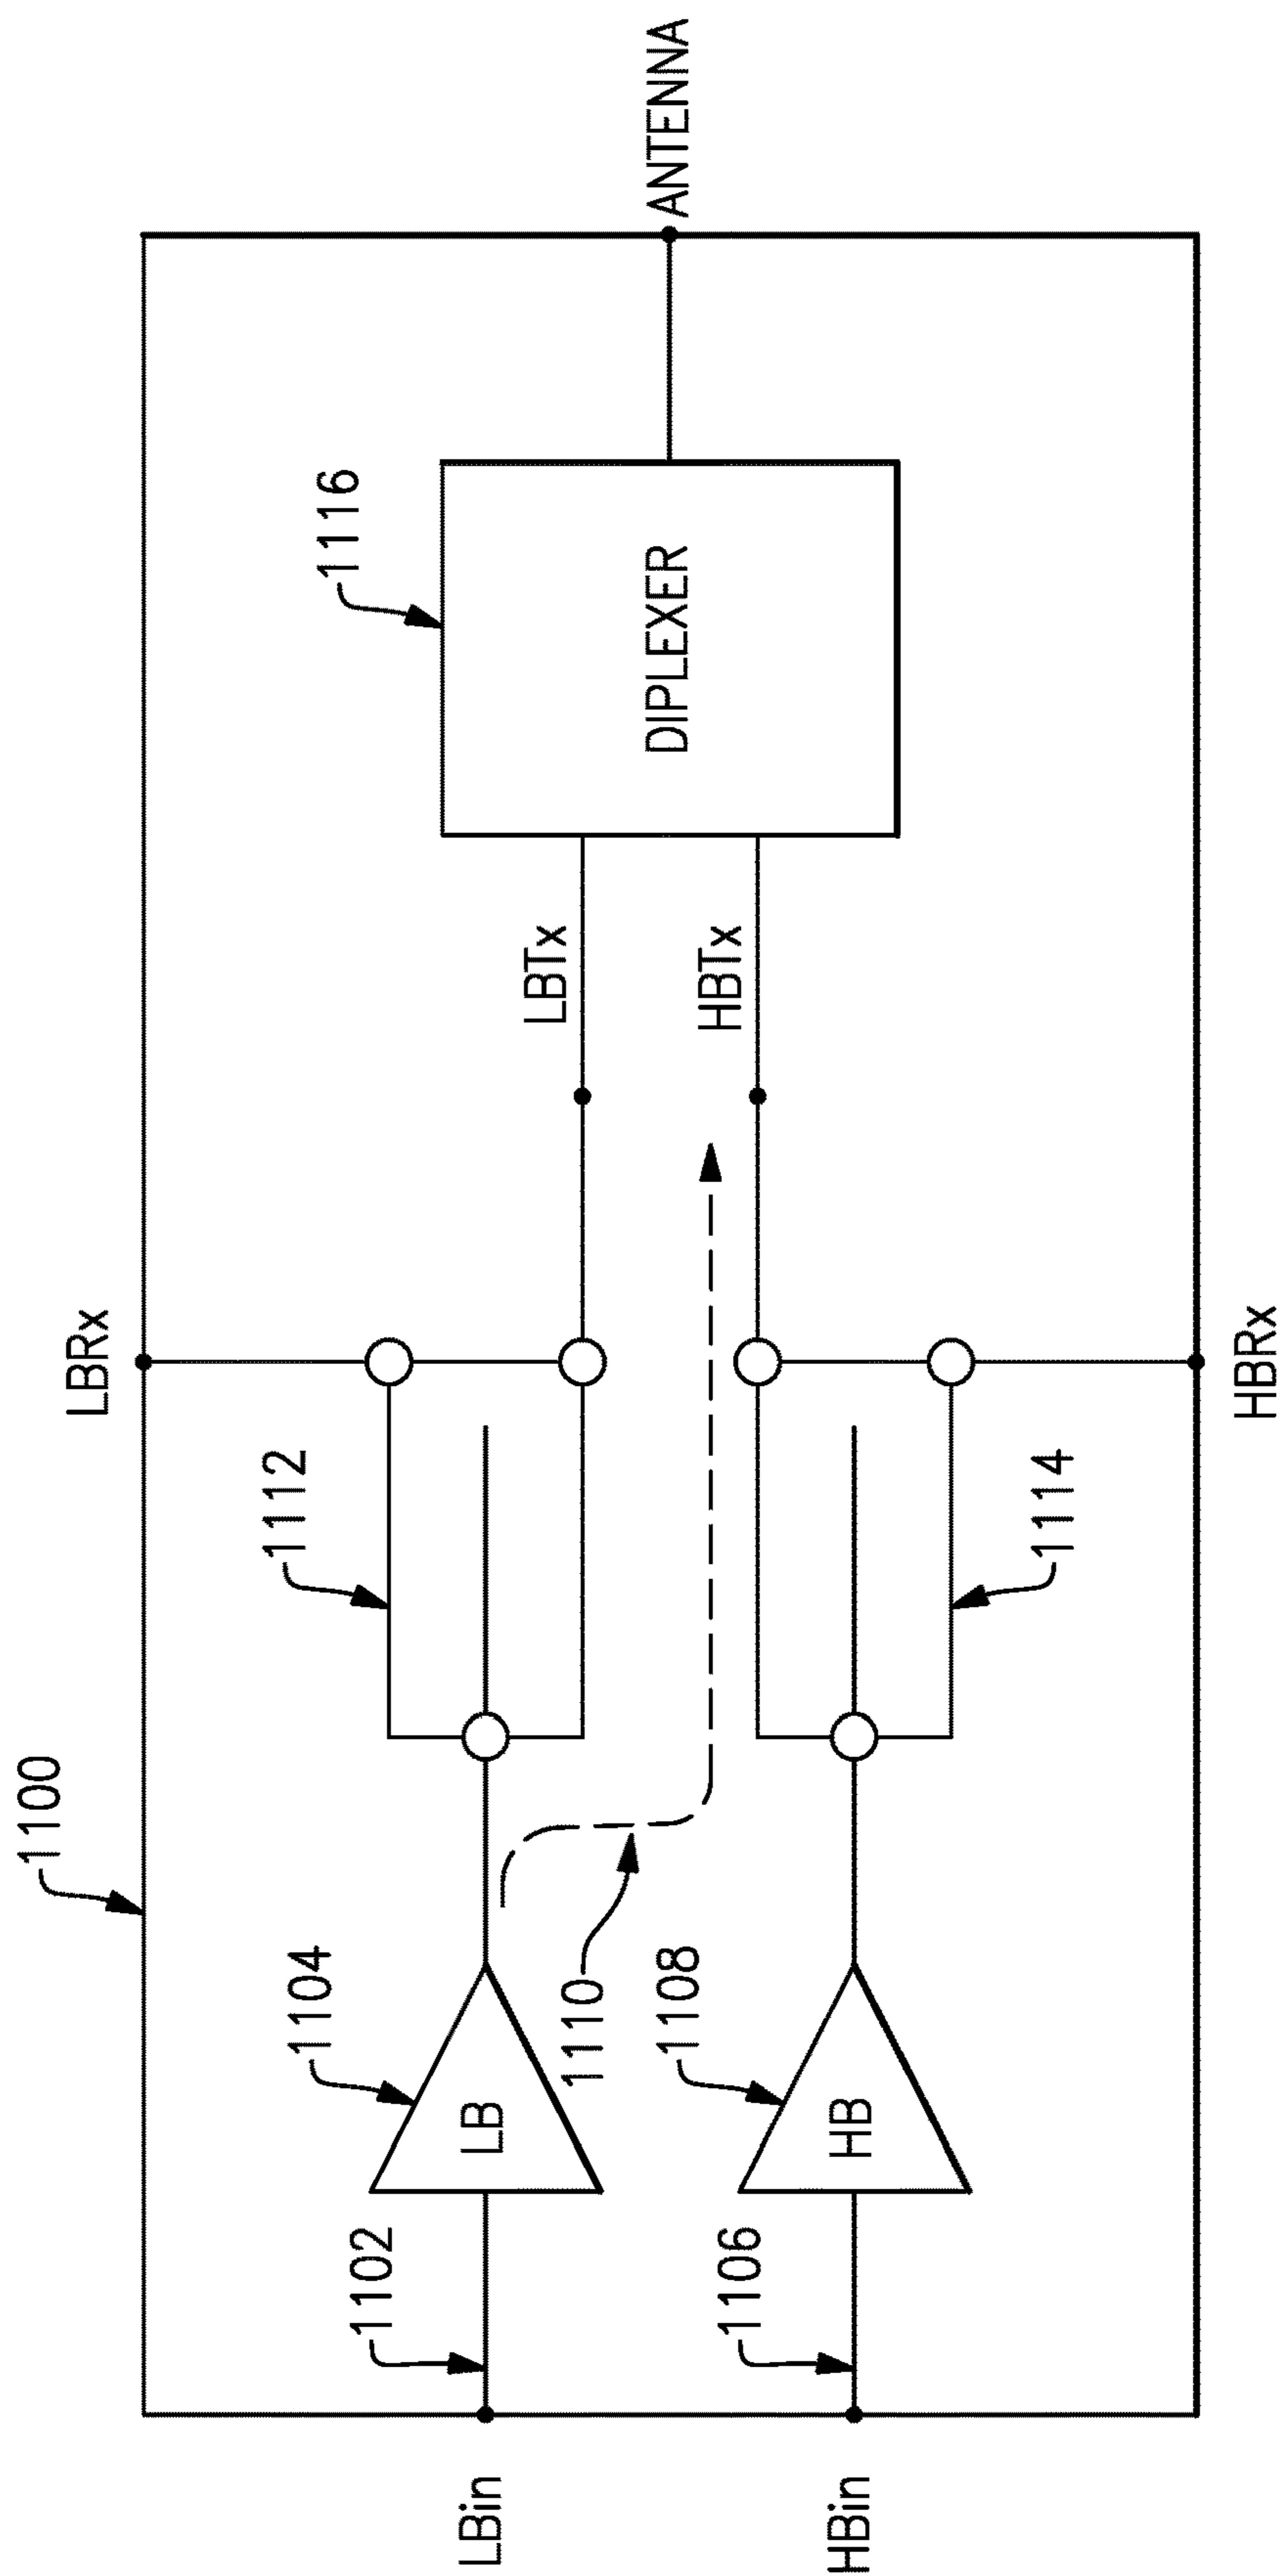 1100
LBRx
1102
1104
1112
1116
LBin
LB
LBTx
1110
DIPLEXER
ANTENNA
1106
1108
HBTx
HBin
HB
1114
HBRx